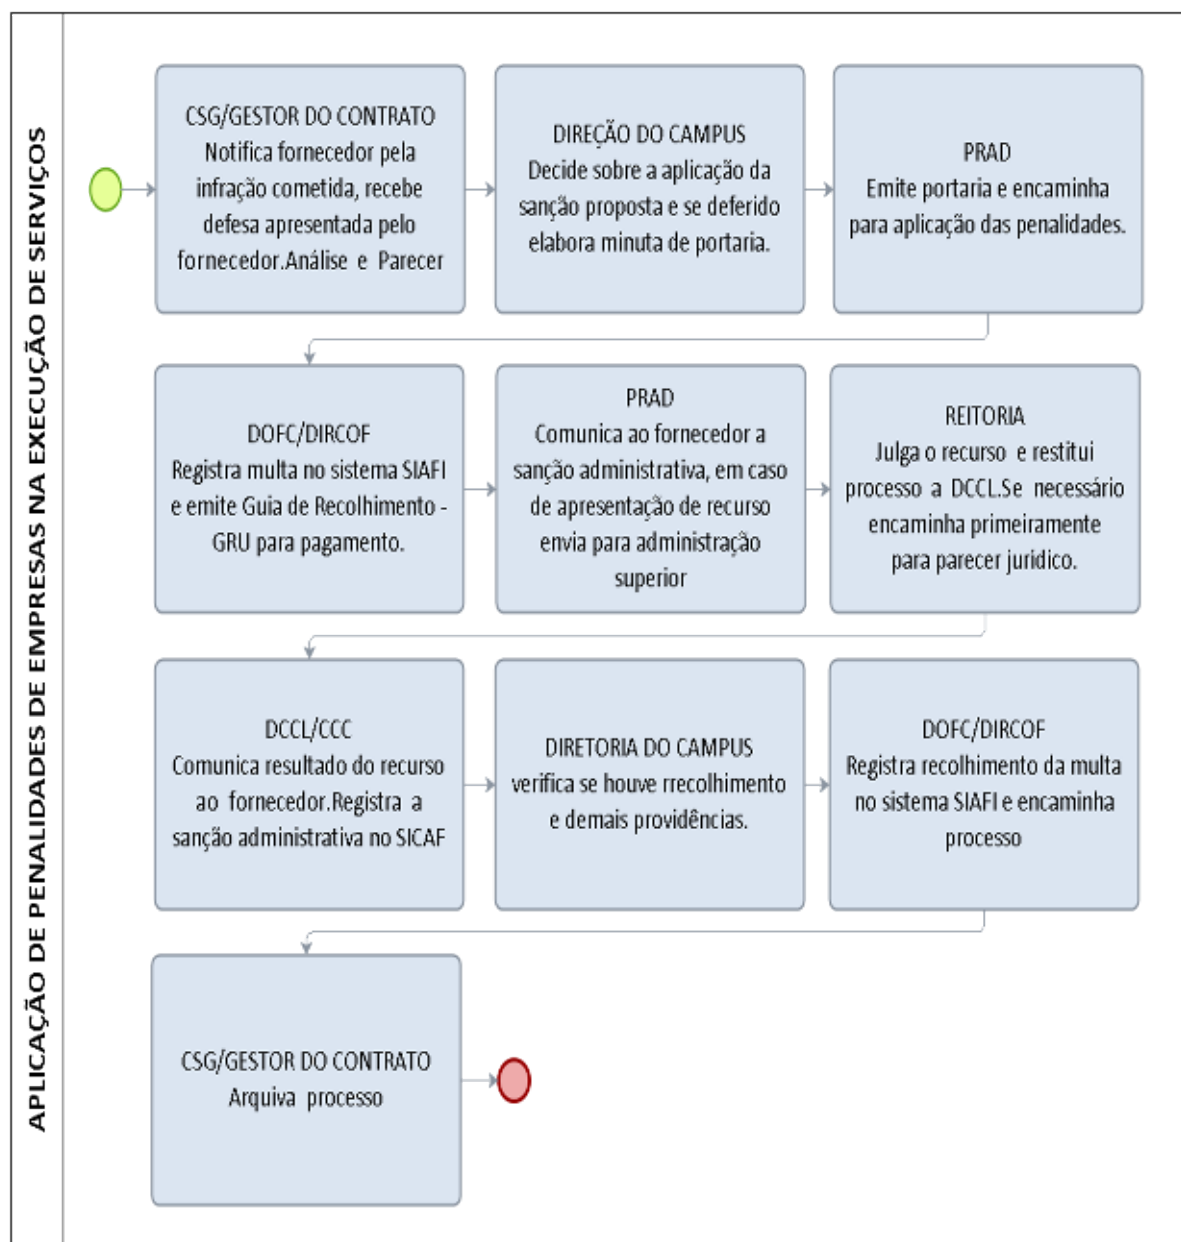 APLICAÇÃO DE PENALIDADES DE EMPRESAS NA EXECUÇÃO DE SERVIÇOS
CSG/GESTOR DO CONTRATO
Notifica fornecedor pela
infração cometida, recebe
defesa apresentada pelo
fornecedor.Análise e Parecer
DIREÇÃO DO CAMPUS
Decide sobre a aplicação da
sanção proposta e se deferido
elabora minuta de portaria.
PRAD
Emite portaria e encaminha
para aplicação das penalidades.
DOFC/DIRCOF
Registra multa no sistema SIAFI
e emite Guia de Recolhimento -
GRU para pagamento.
PRAD
Comunica ao fornecedor a
sanção administrativa, em caso
de apresentação de recurso
envia para administração
superior
REITORIA
Julga o recurso e restitui
processo a DCCL.Se necessário
encaminha primeiramente
para parecer jurídico.
DCCL/CCC
Comunica resultado do recurso
ao fornecedor.Registra a
sanção administrativa no SICAF
DIRETORIA DO CAMPUS
verifica se houve rrecolhimento
e demais providências.
DOFC/DIRCOF
Registra recolhimento da multa
no sistema SIAFI e encaminha
processo
CSG/GESTOR DO CONTRATO
Arquiva processo